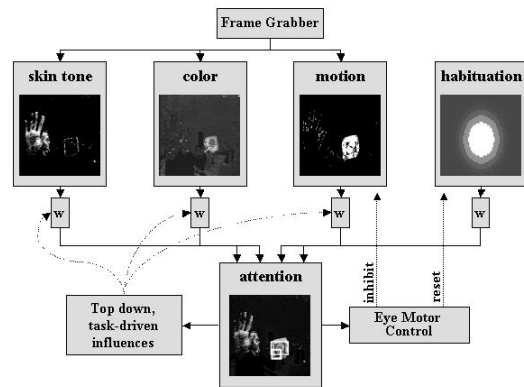 Frame Grabber
skin tone
color
motion
habituation
w
w
w
w
attention
inhibit
reset
Top down,
task-driven
influences
Eye Motor
Control